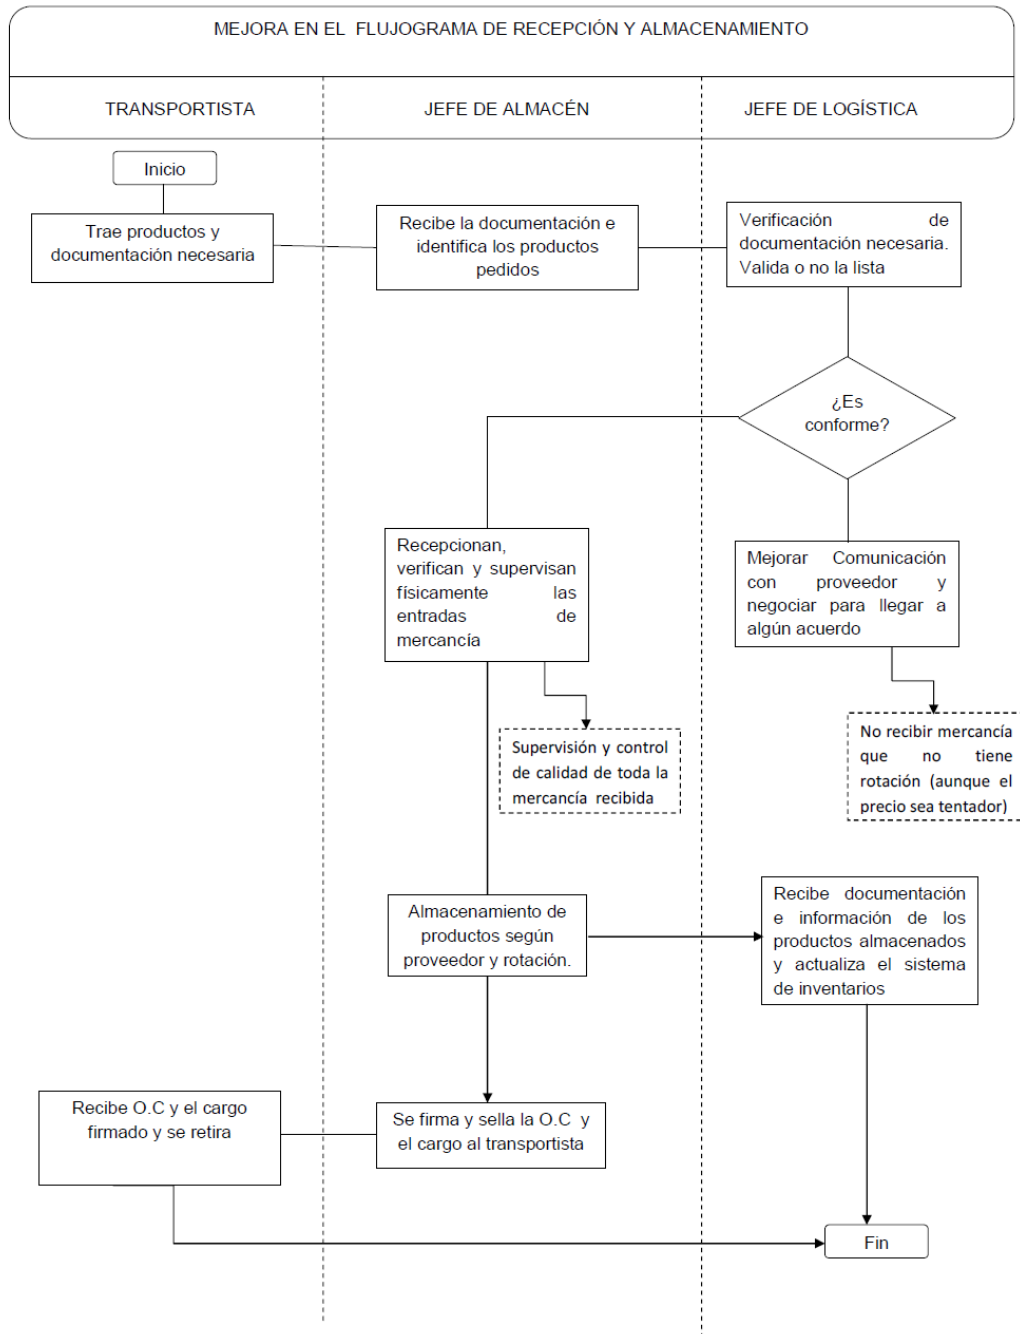 MEJORA EN EL FLUJOGRAMA DE RECEPCIÓN Y ALMACENAMIENTO
TRANSPORTISTA
JEFE DE ALMACÉN
JEFE DE LOGÍSTICA
Inicio
Trae productos y
documentación necesaria
Recibe la documentación e
identifica los productos
pedidos
Verificación de
documentación necesaria.
Valida o no la lista
¿Es
conforme?
Recepcionan,
verifican y supervisan
físicamente las
entradas de
mercancía
Mejorar Comunicación
con proveedor y
negociar para llegar a
algún acuerdo
Supervisión y control
de calidad de toda la
mercancía recibida
No recibir mercancía
que no tiene
rotación (aunque el
precio sea tentador)
Almacenamiento de
productos según
proveedor y rotación.
Recibe documentación
e información de los
productos almacenados
y actualiza el sistema
de inventarios
Recibe O.C y el cargo
firmado y se retira
Se firma y sella la O.C y
el cargo al transportista
Fin